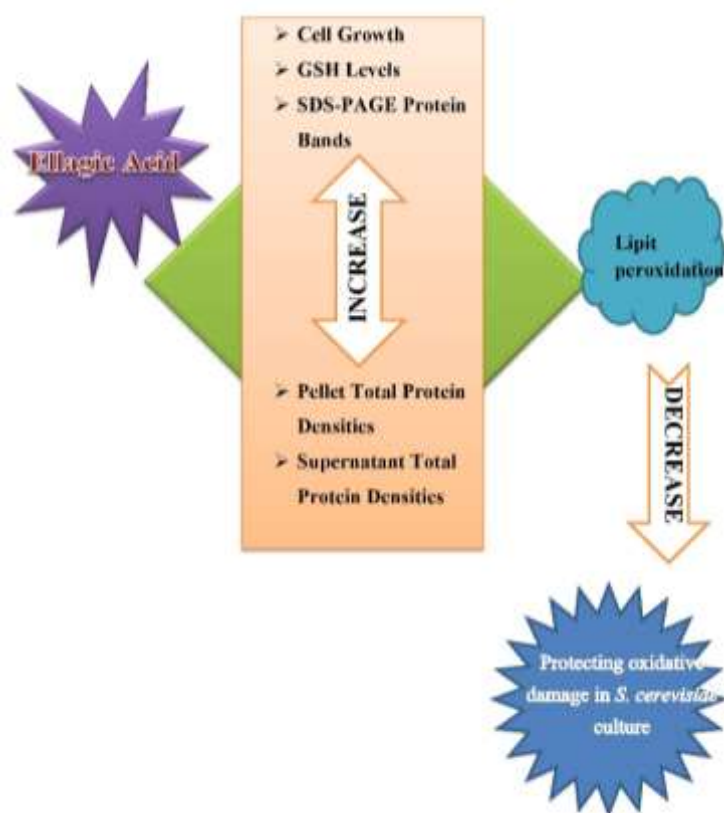 ➢ Cell Growth
➢ GSH Levels
➢ SDS-PAGE Protein
Bands
Ellagic Acid
INCREASE
➢ Pellet Total Protein
Densities
➢ Supernatant Total
Protein Densities
Lipit
peroxidation
DECREASE
Protecting oxidative
damage in S. cerevisiae
culture